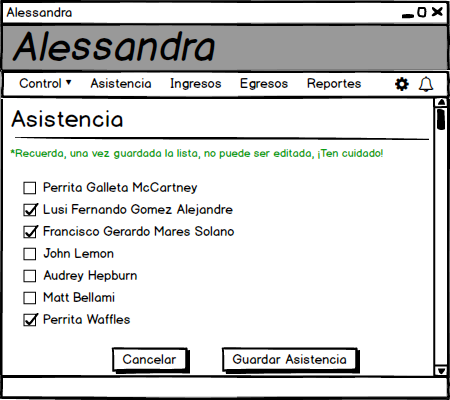 Alessandra
Alessandra
Control Asistencia Ingresos Egresos Reportes
Asistencia
*Recuerda, una vez guardada la lista, no puede ser editada, ¡Ten cuidado!
Perrita Galleta McCartney
Lusi Fernando Gomez Alejandre
Francisco Gerardo Mares Solano
John Lemon
Audrey Hepburn
Matt Bellami
Perrita Waffles
Cancelar Guardar Asistencia